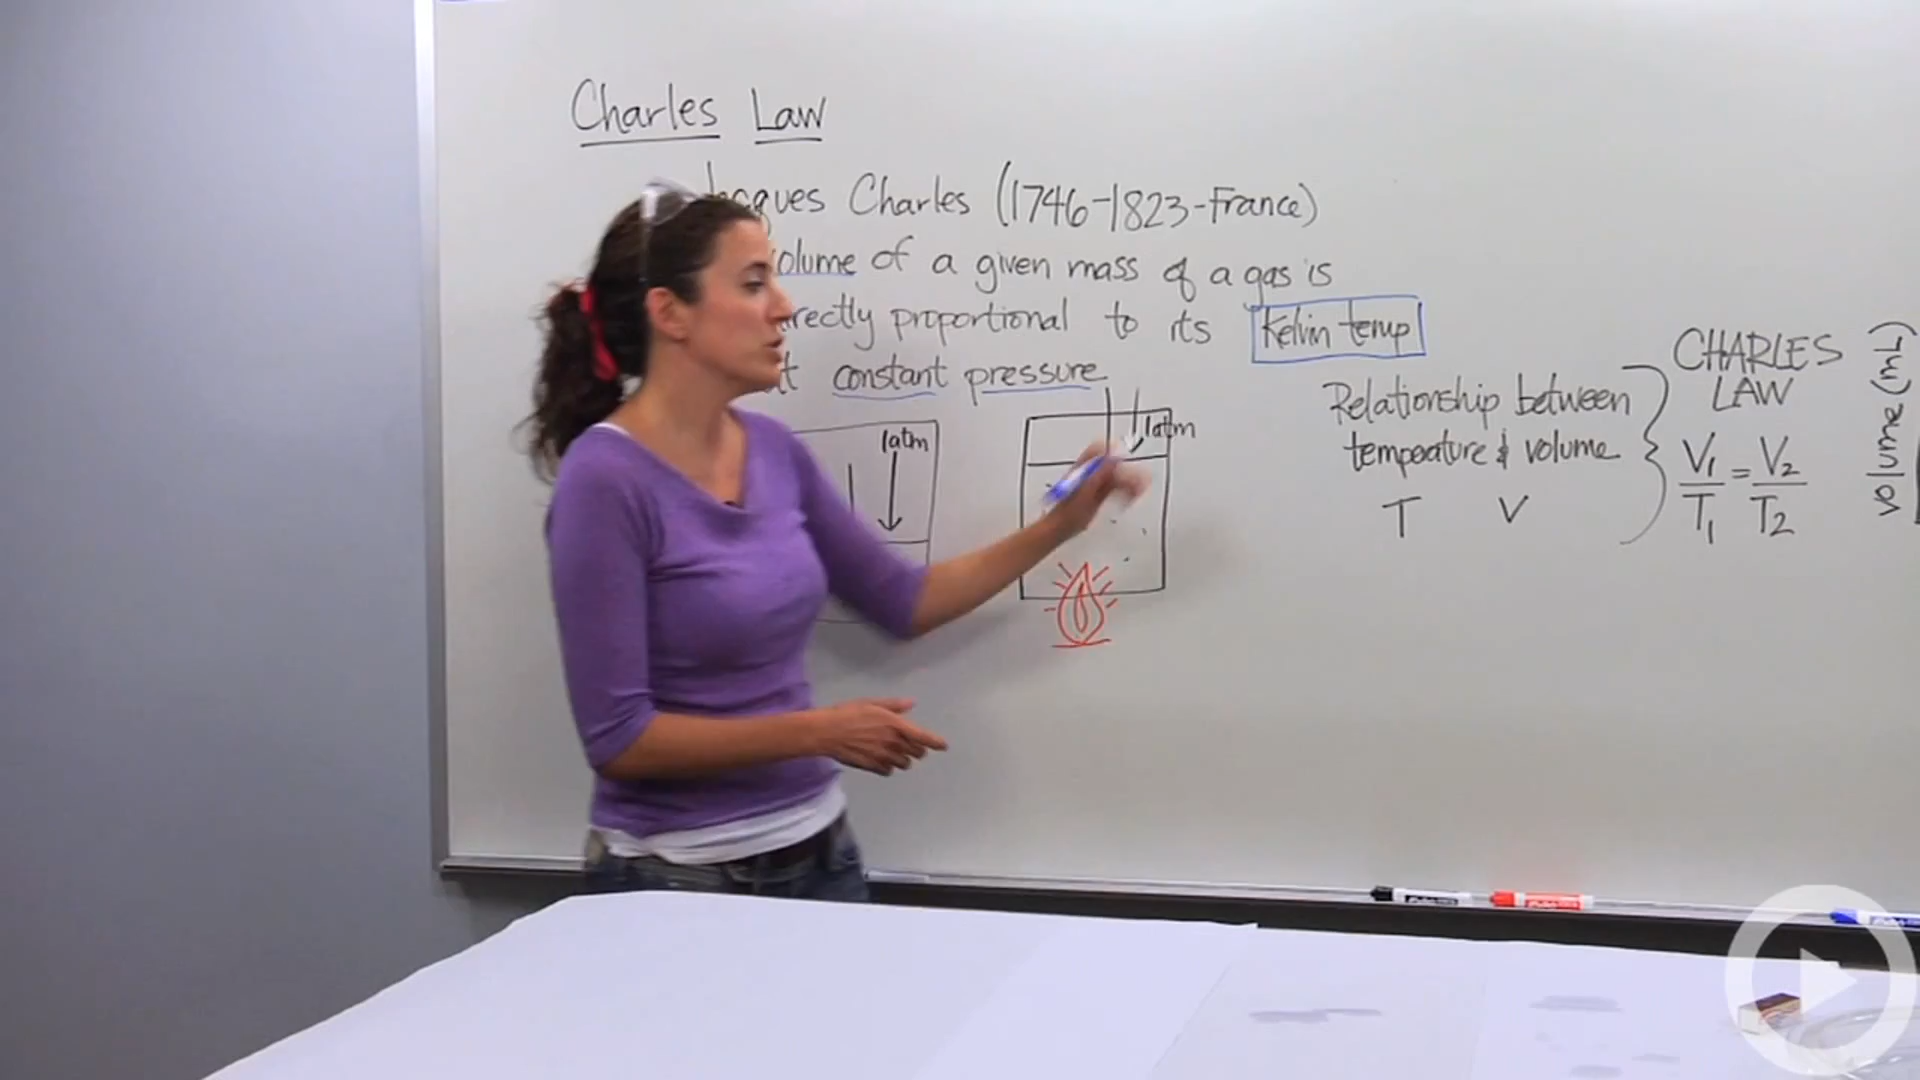 Charles Law
Jacques Charles (1746-1823-France)
volume of a given mass of a gas is
directly proportional to its Kelvin temp
at constant pressure
1atm
1atm
Relationship between
temperature & volume
T V
CHARLES
LAW
V1/T1 = V2/T2
volume (mL)